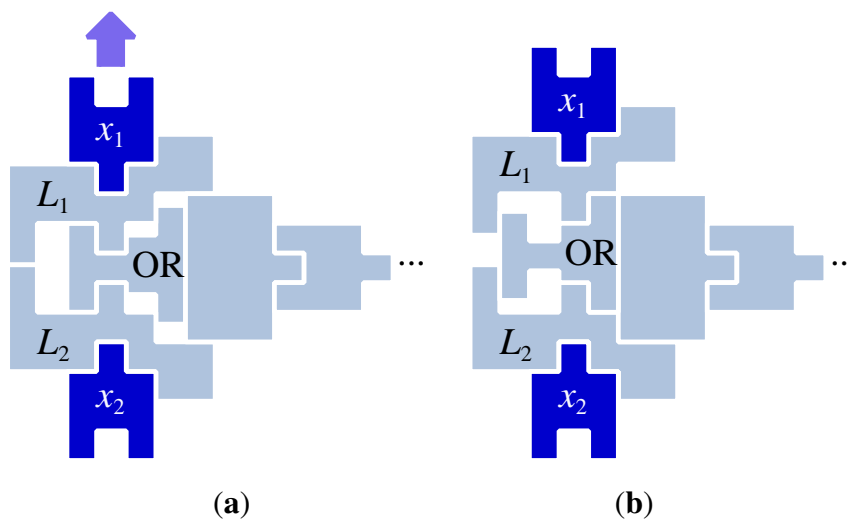 x₁
x₁
L₁
L₁
OR
...
OR
..
L₂
L₂
x₂
x₂
(a)
(b)